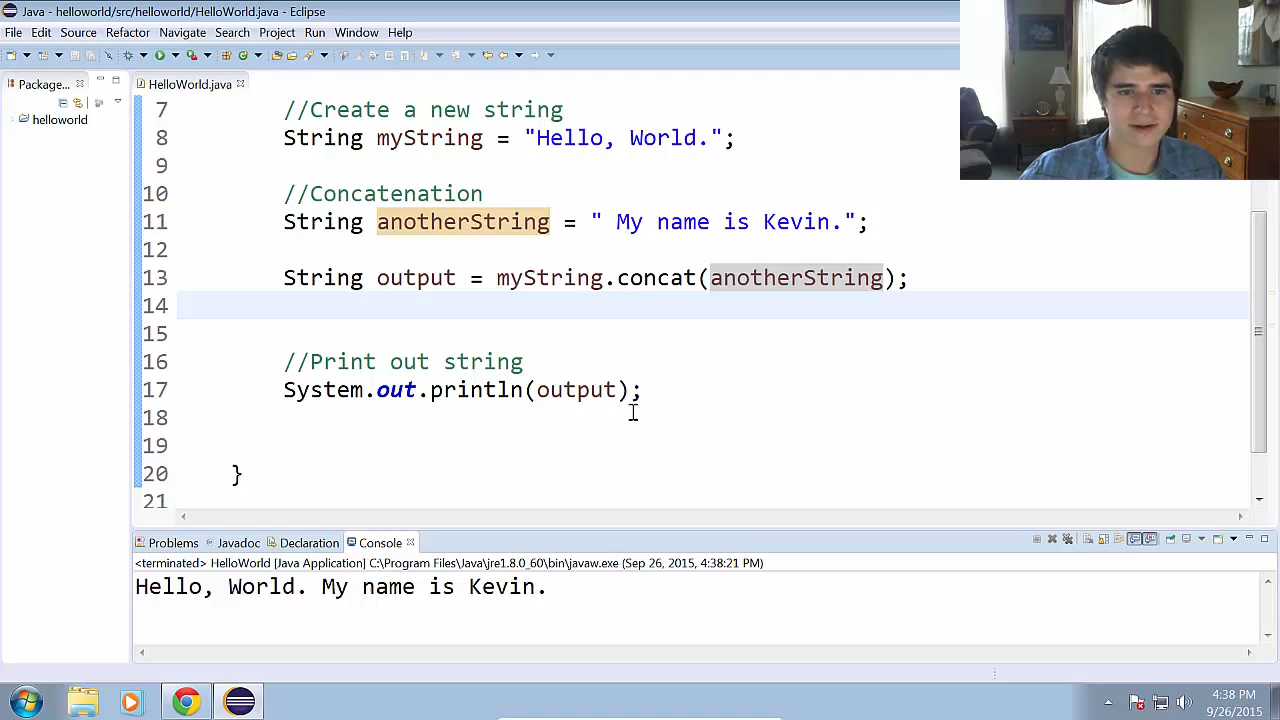 Java - helloworld/src/helloworld/HelloWorld.java - Eclipse
File Edit Source Refactor Navigate Search Project Run Window Help
Package...
HelloWorld.java
helloworld
7 //Create a new string
8 String myString = "Hello, World.";
9
10 //Concatenation
11 String anotherString = " My name is Kevin.";
12
13 String output = myString.concat(anotherString);
14
15
16 //Print out string
17 System.out.println(output);
18
19
20 }
21
Problems Javadoc Declaration Console
<terminated> HelloWorld [Java Application] C:\Program Files\Java\jre1.8.0_60\bin\javaw.exe (Sep 26, 2015, 4:38:21 PM)
Hello, World. My name is Kevin.
4:38 PM
9/26/2015